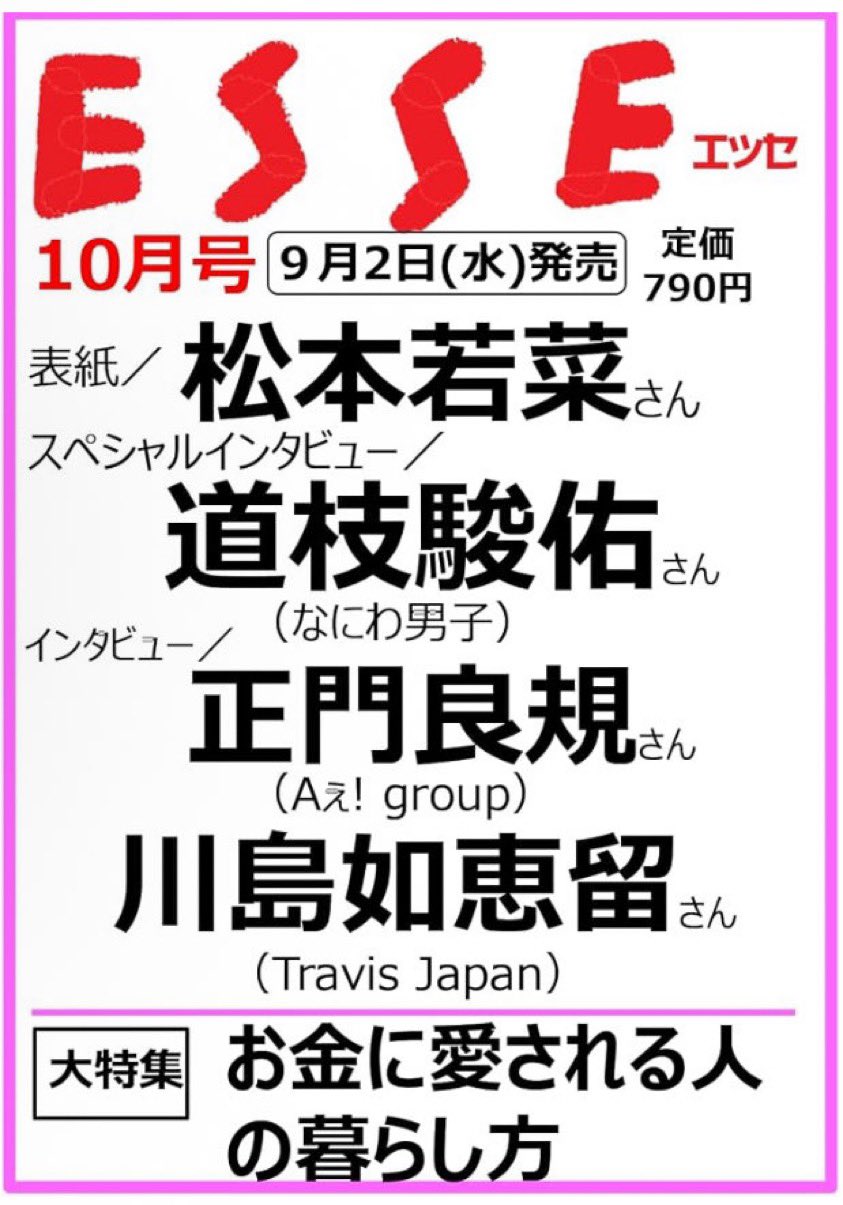 ESSE エッセ
10月号 9月2日(水)発売 定価
790円
表紙／ 松本若菜さん
スペシャルインタビュー／
道枝駿佑さん
（なにわ男子）
インタビュー／
正門良規さん
（Aぇ! group）
川島如恵留さん
（Travis Japan）
大特集 お金に愛される人
の暮らし方